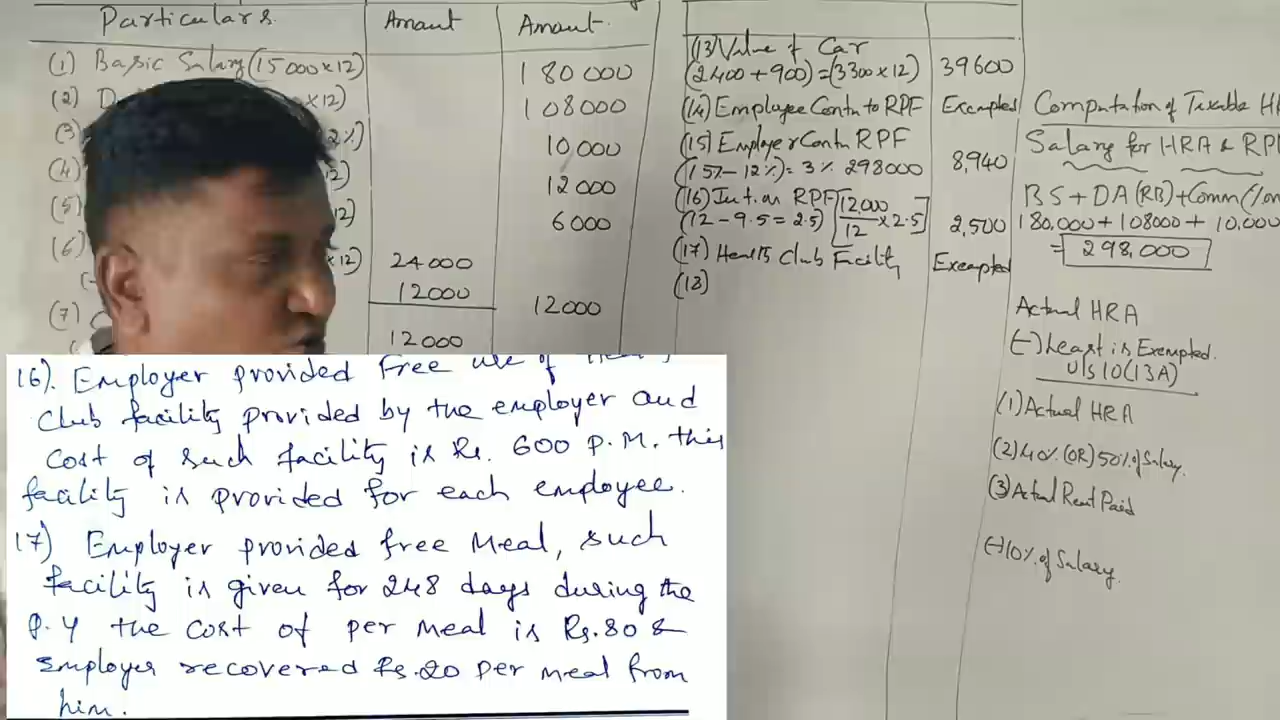 Particulars. Amount Amount.
(1) Basic Salary (15000×12) 180000
(2) D ×12) 108000
(3 2%) 10,000
(4) 12000
(5) 12) 6000
(6) ×12) 24000
(- 12000 12000
(7) 12000
(13) Value of Car
(2400+900)=(3300×12) 39600
(14) Employee Contn to RPF Exempted
(15) Employer Contn RPF
(15%-12%)=3% 298000 8,940
(16) Int. on RPF [12,000
(12-9.5=2.5) 12 ×2.5] 2,500
(17) Health Club Facility Exempted
(18)
Computation of Taxable
Salary for HRA &
BS + DA (RB) + Comm
180,000 + 108000 + 10,000
= 298,000
Actual HRA
(-) Least is Exempted.
U/s 10(13A)
(1) Actual HRA
(2) 40% (OR) 50% of Salary.
(3) Actual Rent Paid
(-) 10% of Salary.
16). Employer provided free use of
Club facility provided by the employer and
Cost of such facility is Rs. 600 P.M. this
facility is provided for each employee.
17) Employer provided free Meal, such
facility is given for 248 days during the
P.Y the cost of per meal is Rs.80 &
Employer recovered Rs.20 per meal from
him.